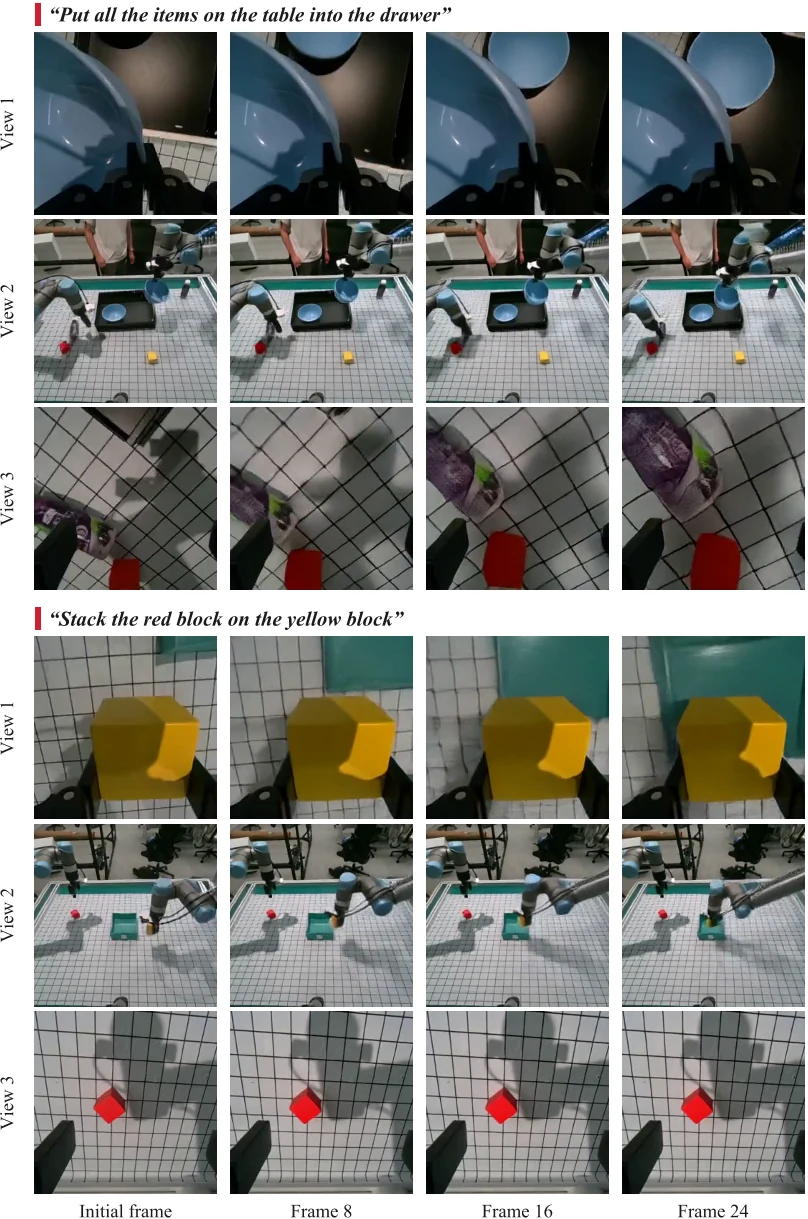 “Put all the items on the table into the drawer”
View 1
View 2
View 3
“Stack the red block on the yellow block”
View 1
View 2
View 3
Initial frame
Frame 8
Frame 16
Frame 24